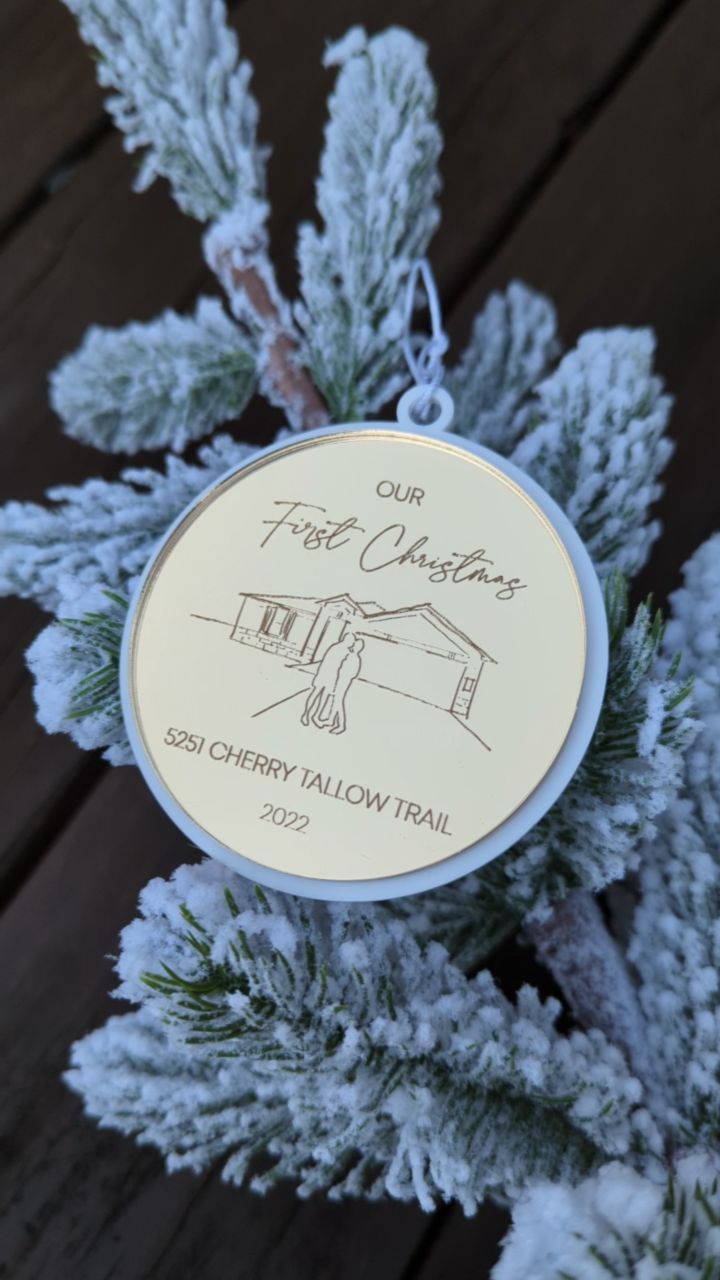 OUR
First Christmas
5251 CHERRY TALLOW TRAIL
2022